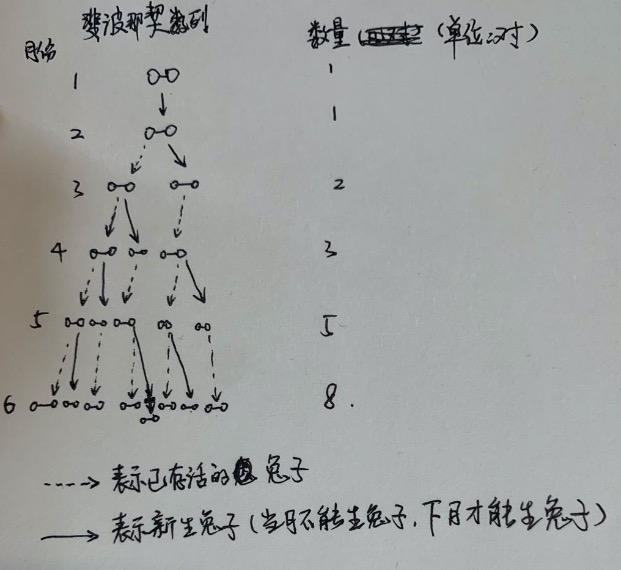 斐波那契数列
月份 数量 (单位:对)
1 1
2 1
3 2
4 3
5 5
6 8.
----> 表示已存活的兔子
——> 表示新生兔子(当月不能生兔子,下月才能生兔子)